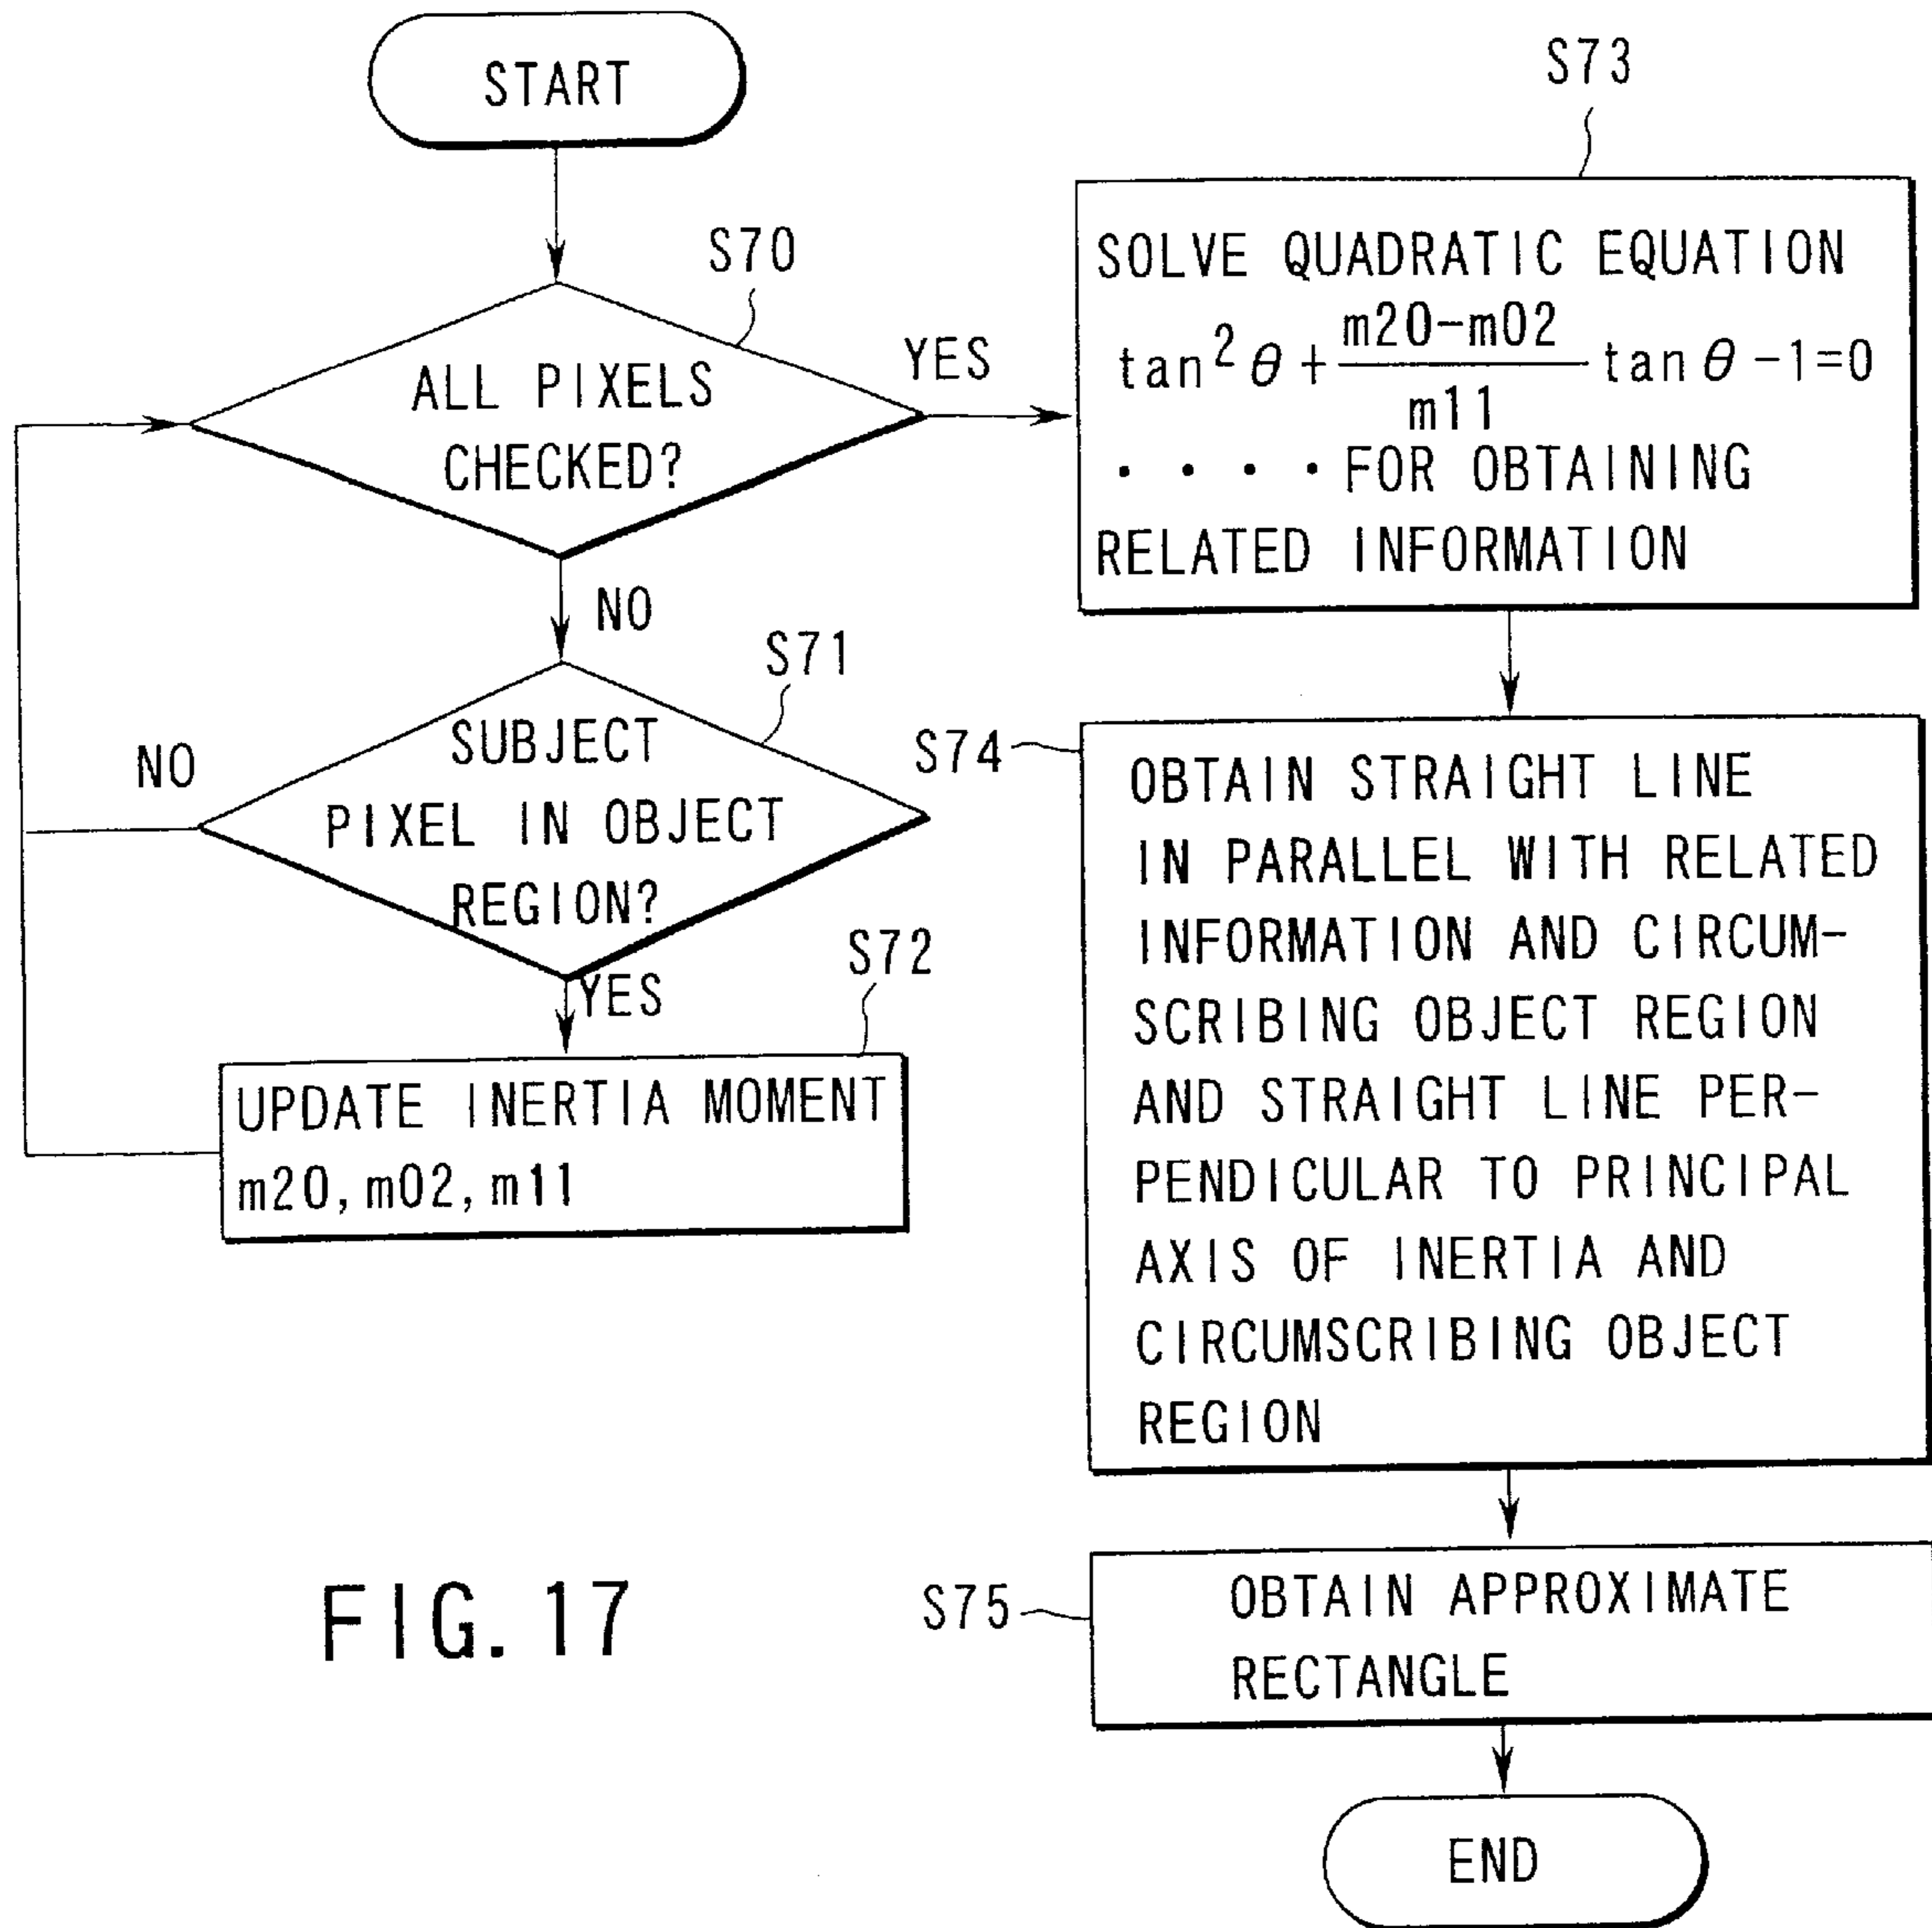 START
S70
ALL PIXELS
CHECKED?
YES
NO
S71
SUBJECT
PIXEL IN OBJECT
REGION?
NO
YES
S72
UPDATE INERTIA MOMENT
m20, m02, m11
S73
SOLVE QUADRATIC EQUATION
tan² θ + (m20-m02)/m11 tan θ -1=0
・・・・FOR OBTAINING
RELATED INFORMATION
S74
OBTAIN STRAIGHT LINE
IN PARALLEL WITH RELATED
INFORMATION AND CIRCUM-
SCRIBING OBJECT REGION
AND STRAIGHT LINE PER-
PENDICULAR TO PRINCIPAL
AXIS OF INERTIA AND
CIRCUMSCRIBING OBJECT
REGION
S75
OBTAIN APPROXIMATE
RECTANGLE
END
FIG. 17